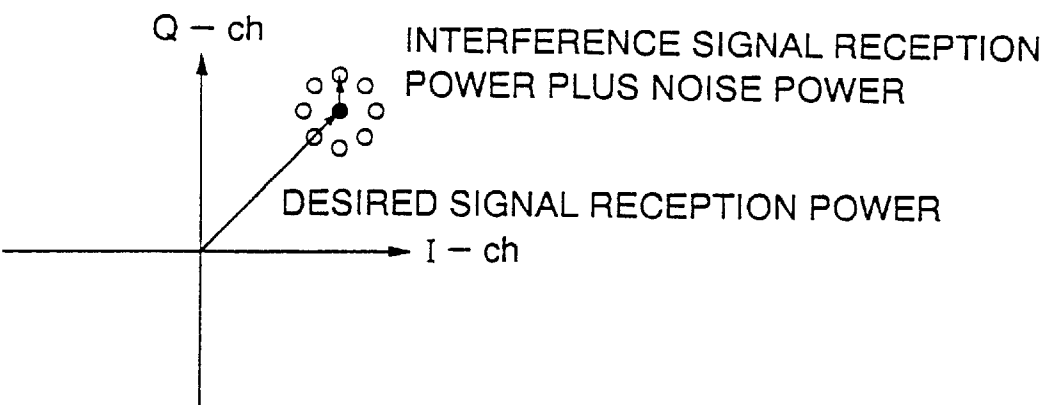 Q – ch
INTERFERENCE SIGNAL RECEPTION
POWER PLUS NOISE POWER
DESIRED SIGNAL RECEPTION POWER
I – ch